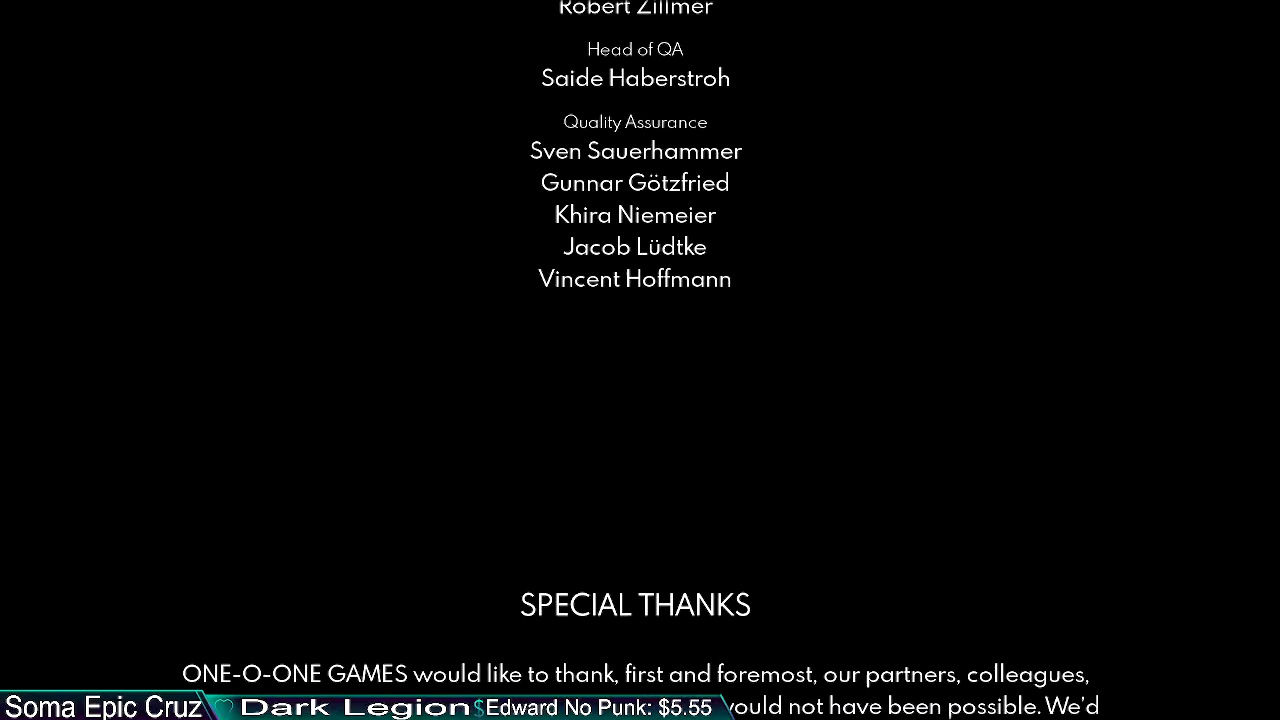 Robert Zillmer
Head of QA
Saide Haberstroh
Quality Assurance
Sven Sauerhammer
Gunnar Götzfried
Khira Niemeier
Jacob Lüdtke
Vincent Hoffmann
SPECIAL THANKS
ONE-O-ONE GAMES would like to thank, first and foremost, our partners, colleagues,
would not have been possible. We'd
Soma Epic Cruz ♡ Dark Legion $ Edward No Punk: $5.55